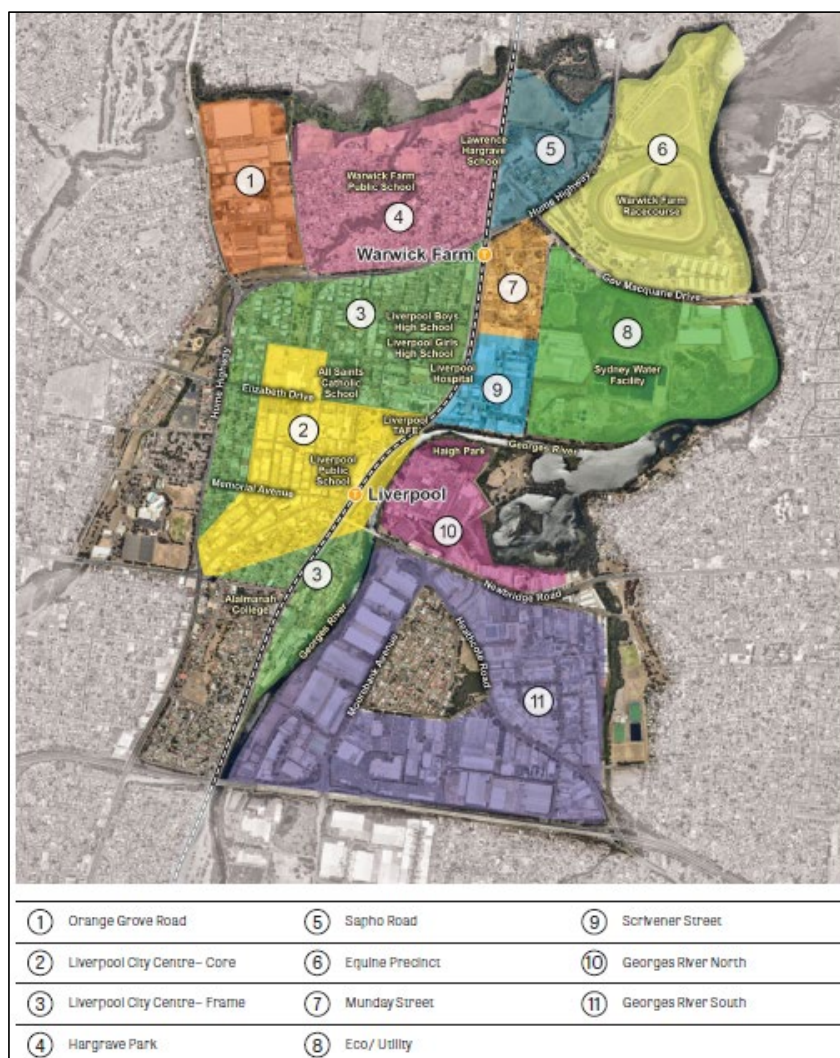 Lawrence
Hargrave
School
5
6
1
Warwick Farm
Public School
4
Hume Highway
Warwick Farm
Racecourse
Warwick Farm
T
7
Gov Macquarie Drive
3
Liverpool Boys
High School
Liverpool Girls
High School
8
Hume Highway
All Saints
Catholic
School
Liverpool
Hospital
9
Sydney Water
Facility
Elizabeth Drive
2
Liverpool
TAFE
Georges River
Haigh Park
Liverpool
Public
School
Memorial Avenue
T
Liverpool
10
3
Newbridge Road
Alalmanah
College
Georges River
Moorebank Avenue
Heathcote Road
11
1 Orange Grove Road
5 Sapho Road
9 Scrivener Street
2 Liverpool City Centre– Core
6 Equine Precinct
10 Georges River North
3 Liverpool City Centre– Frame
7 Munday Street
11 Georges River South
4 Hargrave Park
8 Eco/ Utility